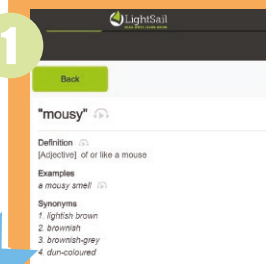 1
LightSail
Back
"mousy"
Definition
[Adjective] of or like a mouse
Examples
a mousy smell
Synonyms
1. lightish brown
2. brownish
3. brownish-grey
4. dun-coloured